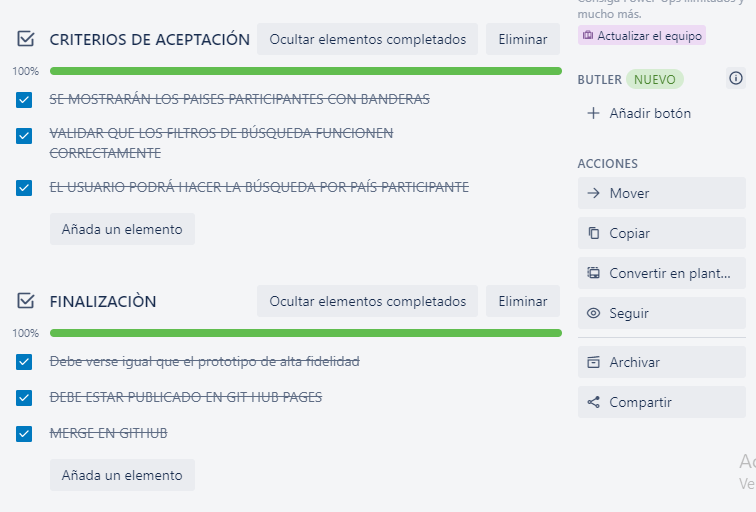 CRITERIOS DE ACEPTACIÓN
Ocultar elementos completados
Eliminar
100%
SE MOSTRARÁN LOS PAISES PARTICIPANTES CON BANDERAS
VALIDAR QUE LOS FILTROS DE BÚSQUEDA FUNCIONEN
CORRECTAMENTE
EL USUARIO PODRÁ HACER LA BÚSQUEDA POR PAÍS PARTICIPANTE
Añada un elemento
FINALIZACIÒN
Ocultar elementos completados
Eliminar
100%
Debe verse igual que el prototipo de alta fidelidad
DEBE ESTAR PUBLICADO EN GIT HUB PAGES
MERGE EN GITHUB
Añada un elemento
mucho más.
Actualizar el equipo
BUTLER NUEVO
Añadir botón
ACCIONES
Mover
Copiar
Convertir en plant...
Seguir
Archivar
Compartir